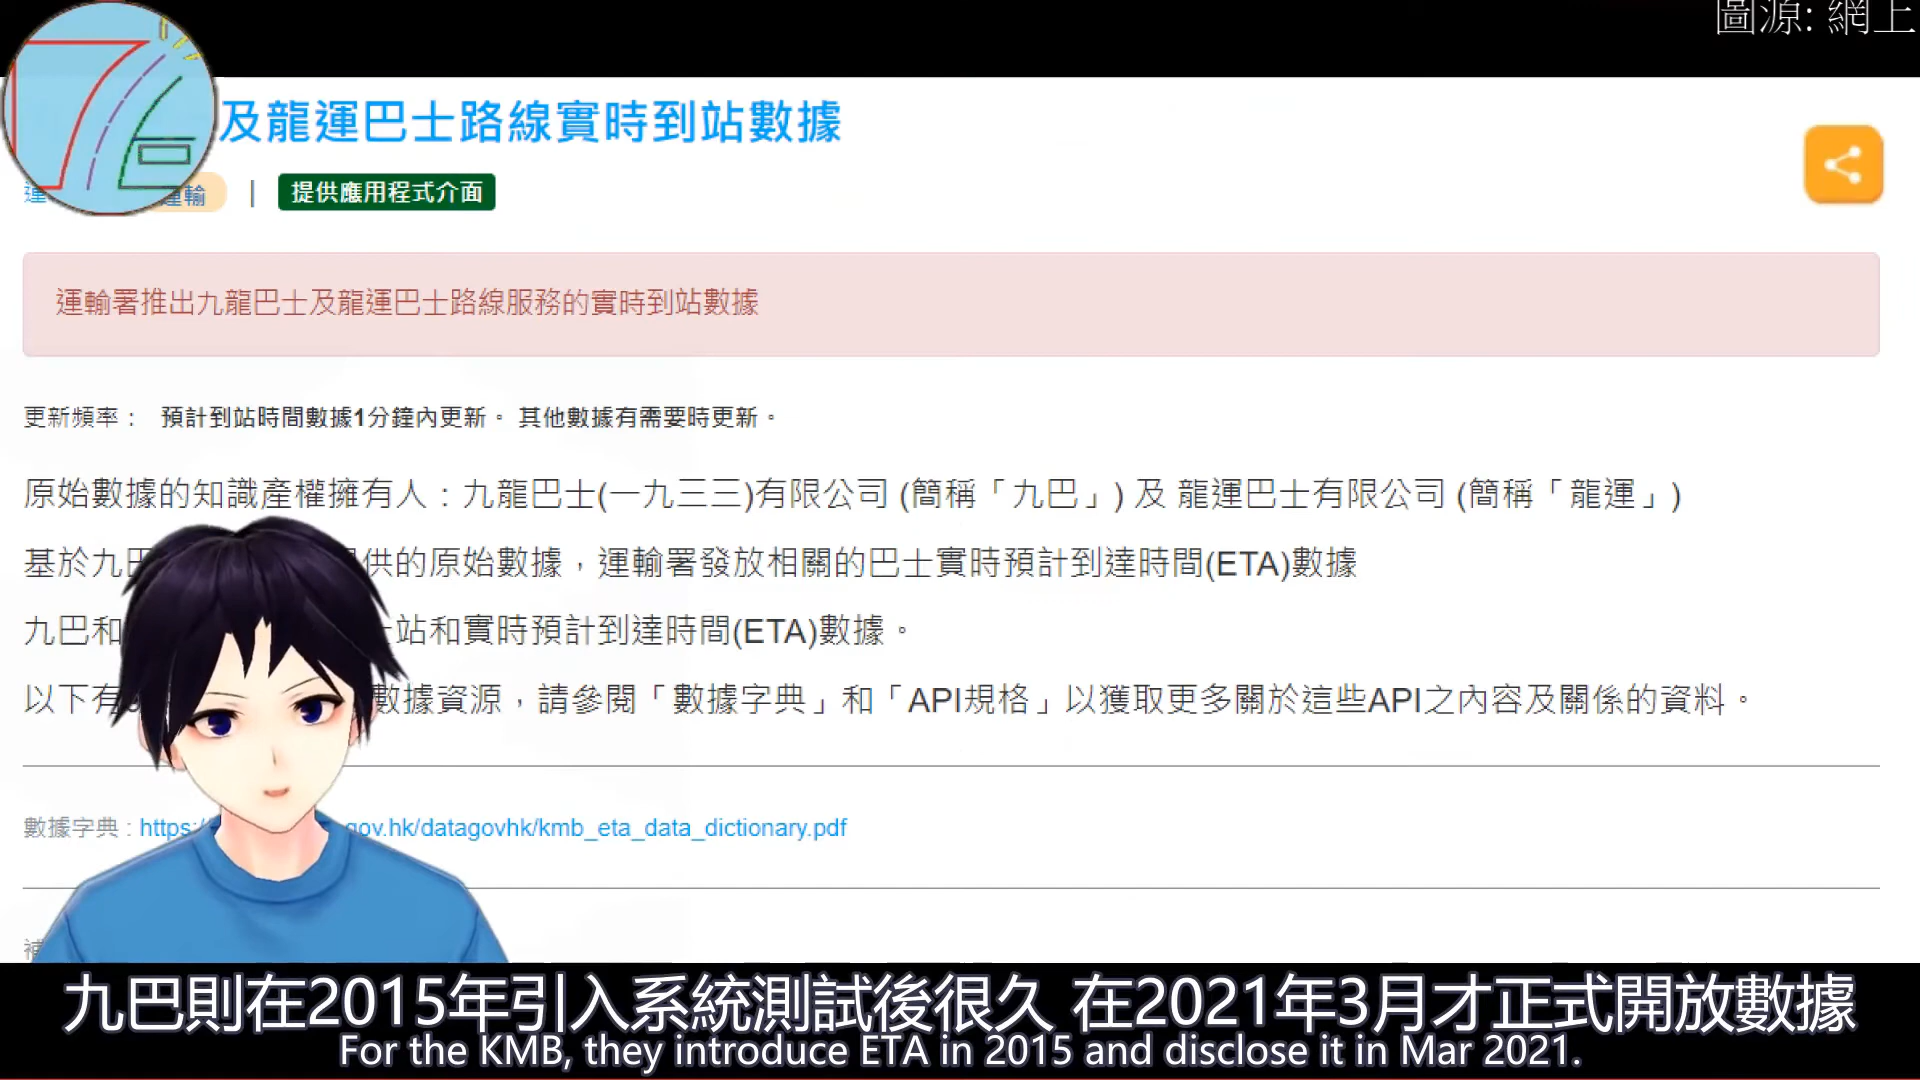 圖源: 網上
及龍運巴士路線實時到站數據
運輸 | 提供應用程式介面
運輸署推出九龍巴士及龍運巴士路線服務的實時到站數據
更新頻率： 預計到站時間數據1分鐘內更新。 其他數據有需要時更新。
原始數據的知識產權擁有人：九龍巴士(一九三三)有限公司 (簡稱「九巴」) 及 龍運巴士有限公司 (簡稱「龍運」)
基於九巴 供的原始數據，運輸署發放相關的巴士實時預計到達時間(ETA)數據
九巴和 站和實時預計到達時間(ETA)數據。
以下有 數據資源，請參閱「數據字典」和「API規格」以獲取更多關於這些API之內容及關係的資料。
數據字典 : https:/ gov.hk/datagovhk/kmb_eta_data_dictionary.pdf
九巴則在2015年引入系統測試後很久 在2021年3月才正式開放數據
For the KMB, they introduce ETA in 2015 and disclose it in Mar 2021.